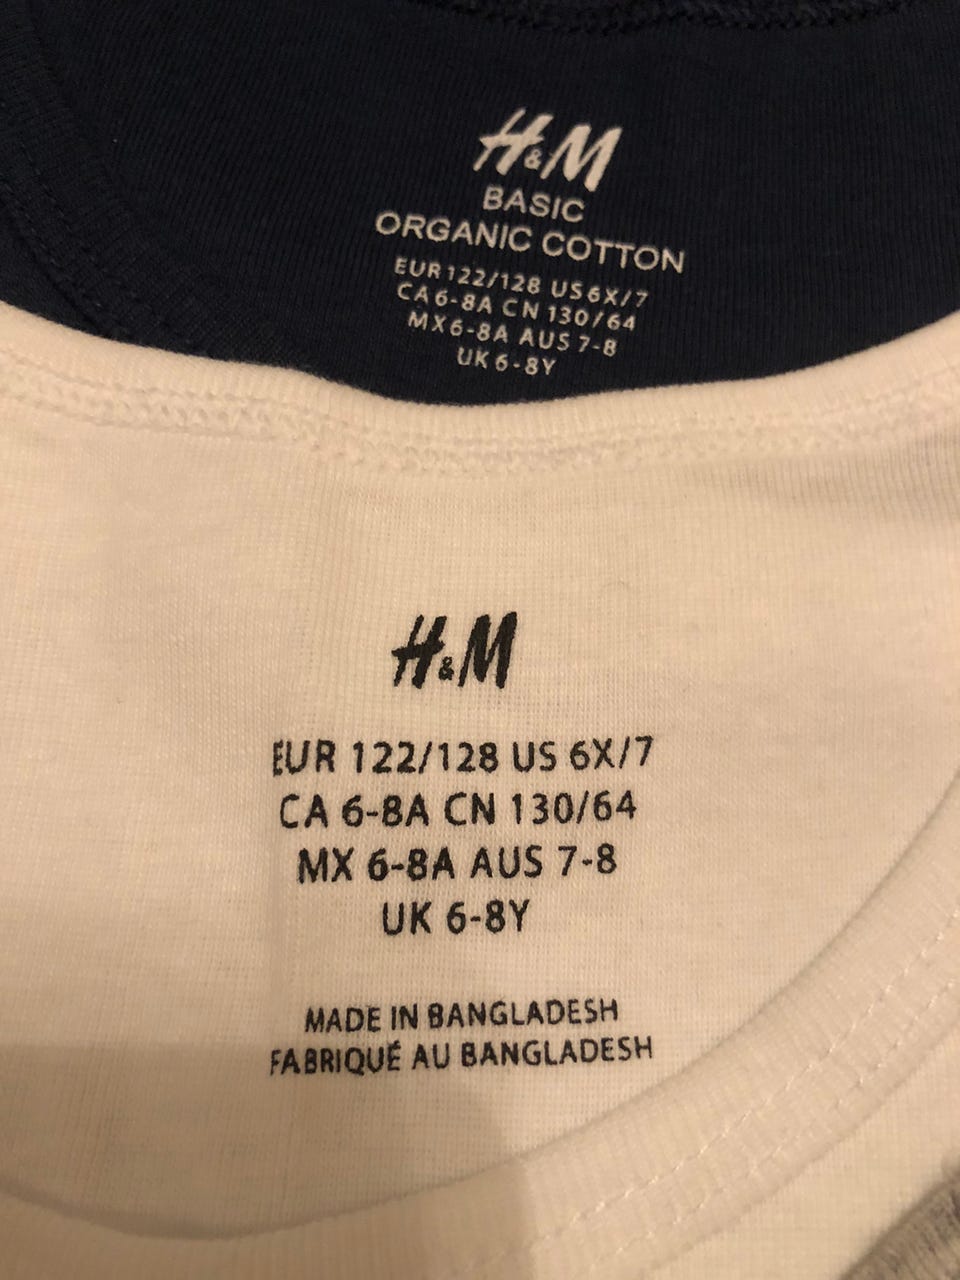 H&M
BASIC
ORGANIC COTTON
EUR 122/128 US 6X/7
CA 6-8A CN 130/64
MX 6-8A AUS 7-8
UK 6-8Y
H&M
EUR 122/128 US 6X/7
CA 6-8A CN 130/64
MX 6-8A AUS 7-8
UK 6-8Y
MADE IN BANGLADESH
FABRIQUÉ AU BANGLADESH